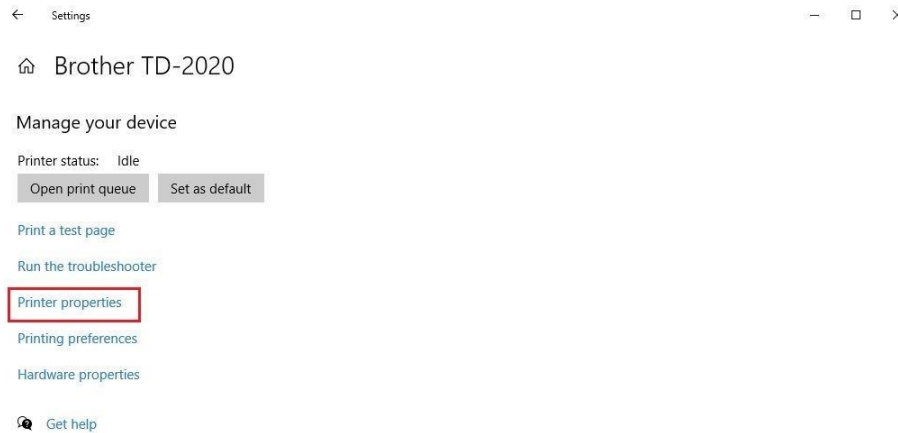 Settings
Brother TD-2020
Manage your device
Printer status: Idle
Open print queue Set as default
Print a test page
Run the troubleshooter
Printer properties
Printing preferences
Hardware properties
Get help